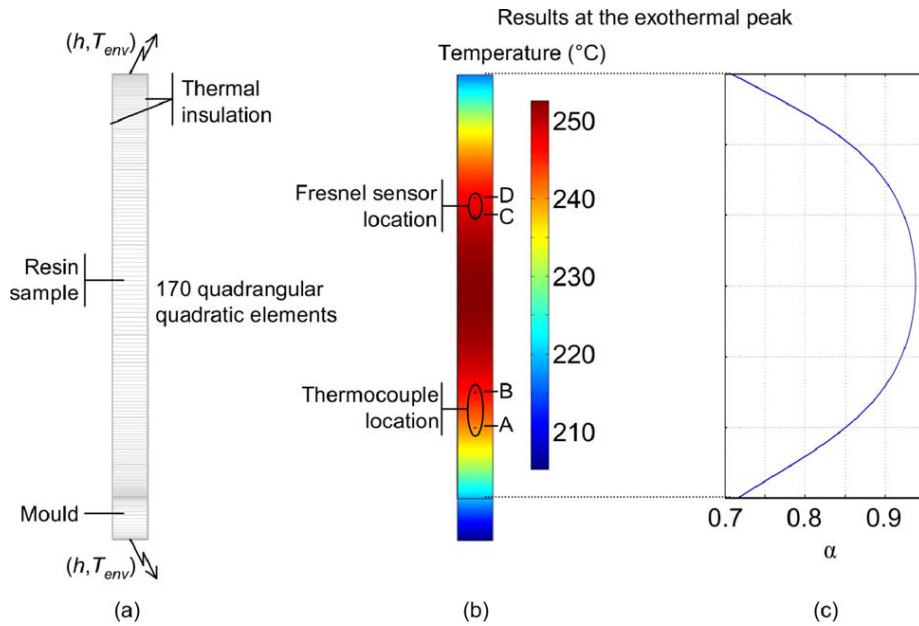 Results at the exothermal peak
(h,Tenv)
Thermal
insulation
Resin
sample
170 quadrangular
quadratic elements
Mould
(h,Tenv)
(a)
Temperature (°C)
Fresnel sensor
location
D
C
Thermocouple
location
B
A
250
240
230
220
210
(b)
0.7
0.8
0.9
α
(c)